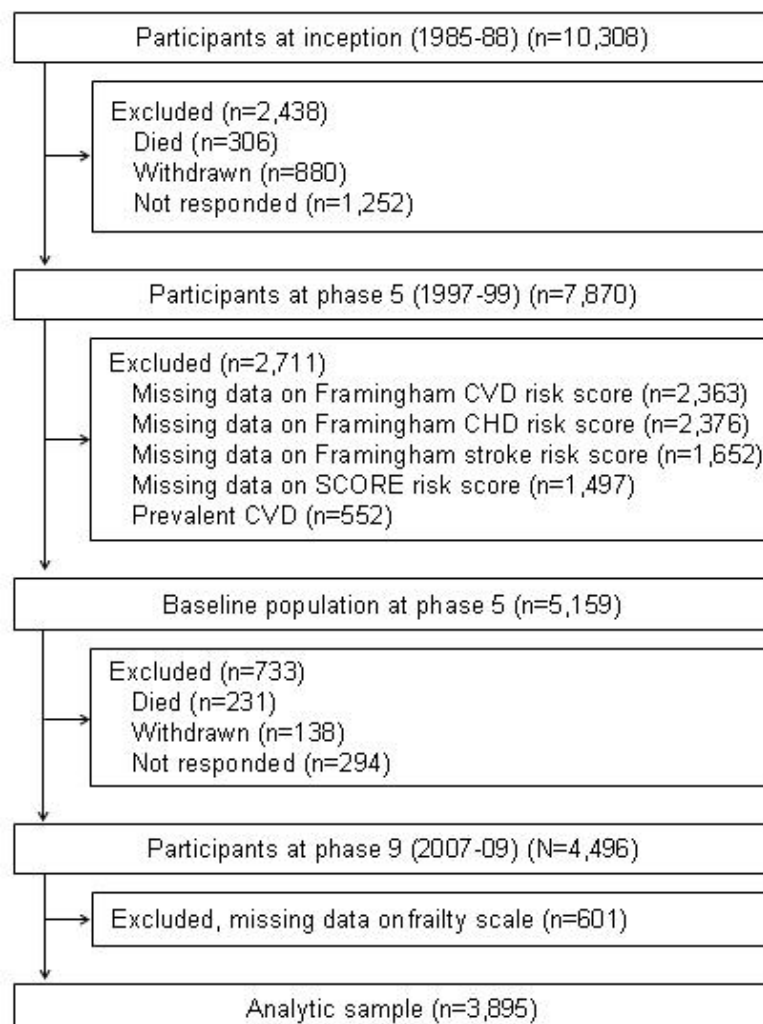 Participants at inception (1985-88) (n=10,308)
Excluded (n=2,438)
Died (n=306)
Withdrawn (n=880)
Not responded (n=1,252)
Participants at phase 5 (1997-99) (n=7,870)
Excluded (n=2,711)
Missing data on Framingham CVD risk score (n=2,363)
Missing data on Framingham CHD risk score (n=2,376)
Missing data on Framingham stroke risk score (n=1,652)
Missing data on SCORE risk score (n=1,497)
Prevalent CVD (n=552)
Baseline population at phase 5 (n=5,159)
Excluded (n=733)
Died (n=231)
Withdrawn (n=138)
Not responded (n=294)
Participants at phase 9 (2007-09) (N=4,496)
Excluded, missing data on frailty scale (n=601)
Analytic sample (n=3,895)